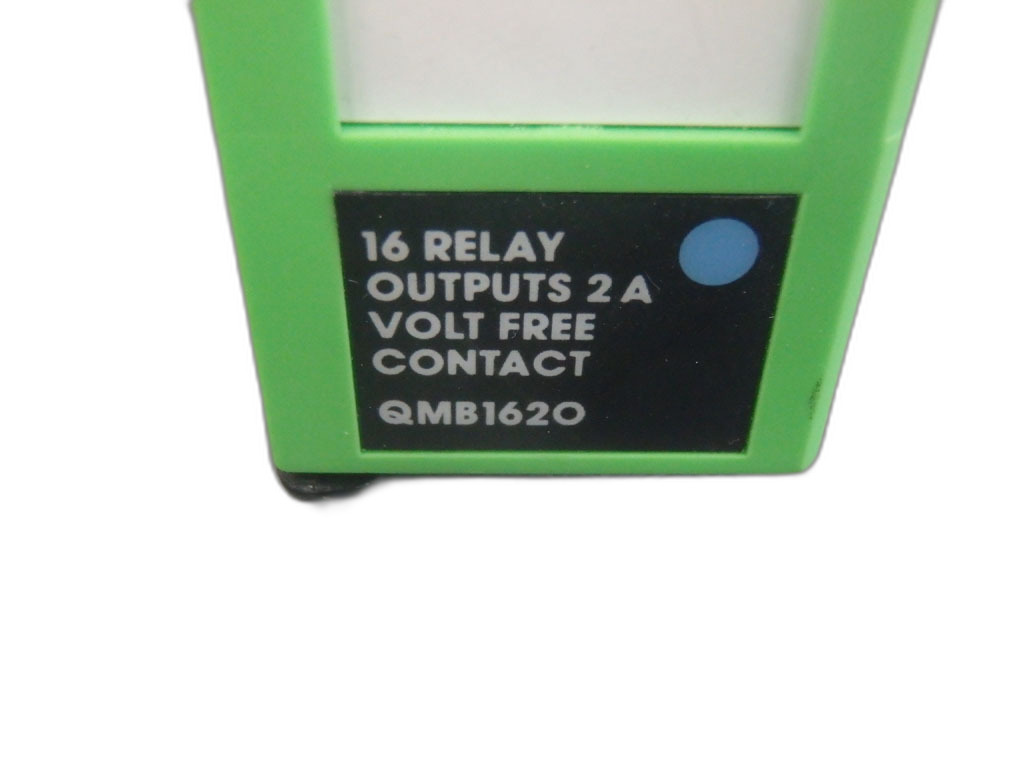 16 RELAY
OUTPUTS 2 A
VOLT FREE
CONTACT
QMB1620